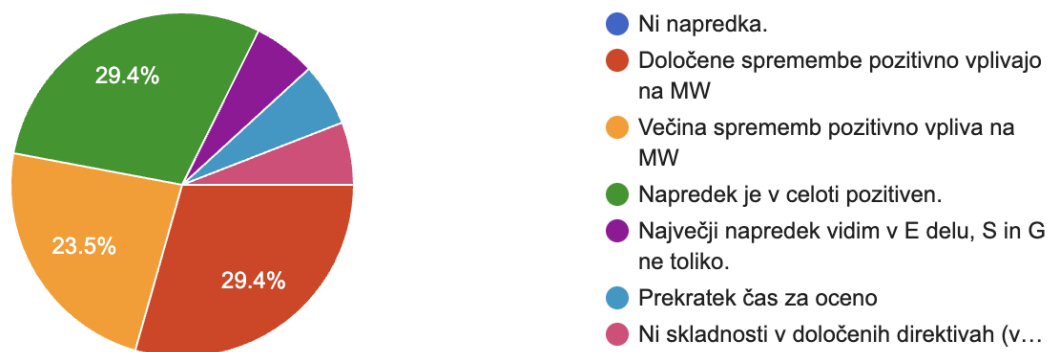 29.4%
23.5%
29.4%
Ni napredka.
Določene spremembe pozitivno vplivajo
na MW
Večina sprememb pozitivno vpliva na
MW
Napredek je v celoti pozitiven.
Največji napredek vidim v E delu, S in G
ne toliko.
Prekratek čas za oceno
Ni skladnosti v določenih direktivah (v…